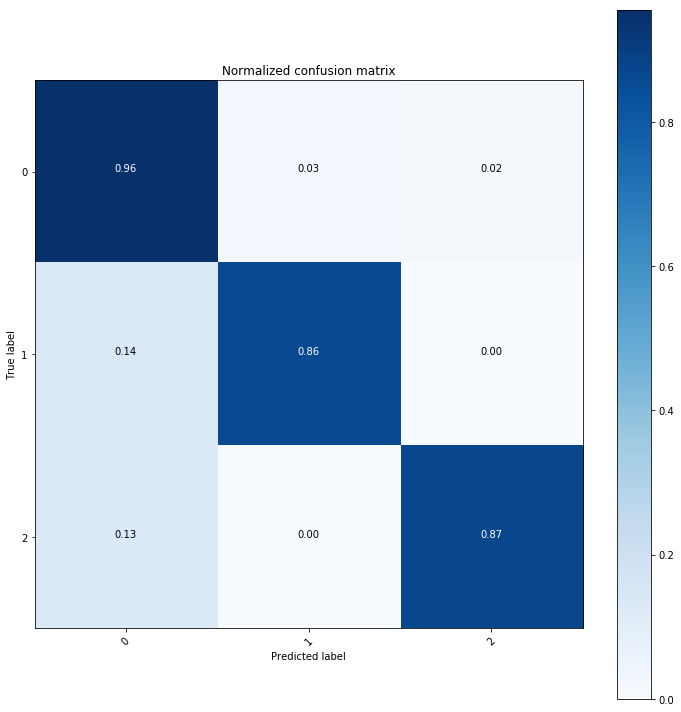 Normalized confusion matrix
0.96 0.03 0.02
0.14 0.86 0.00
0.13 0.00 0.87
0
1
2
True label
0 1 2
Predicted label
0.8
0.6
0.4
0.2
0.0